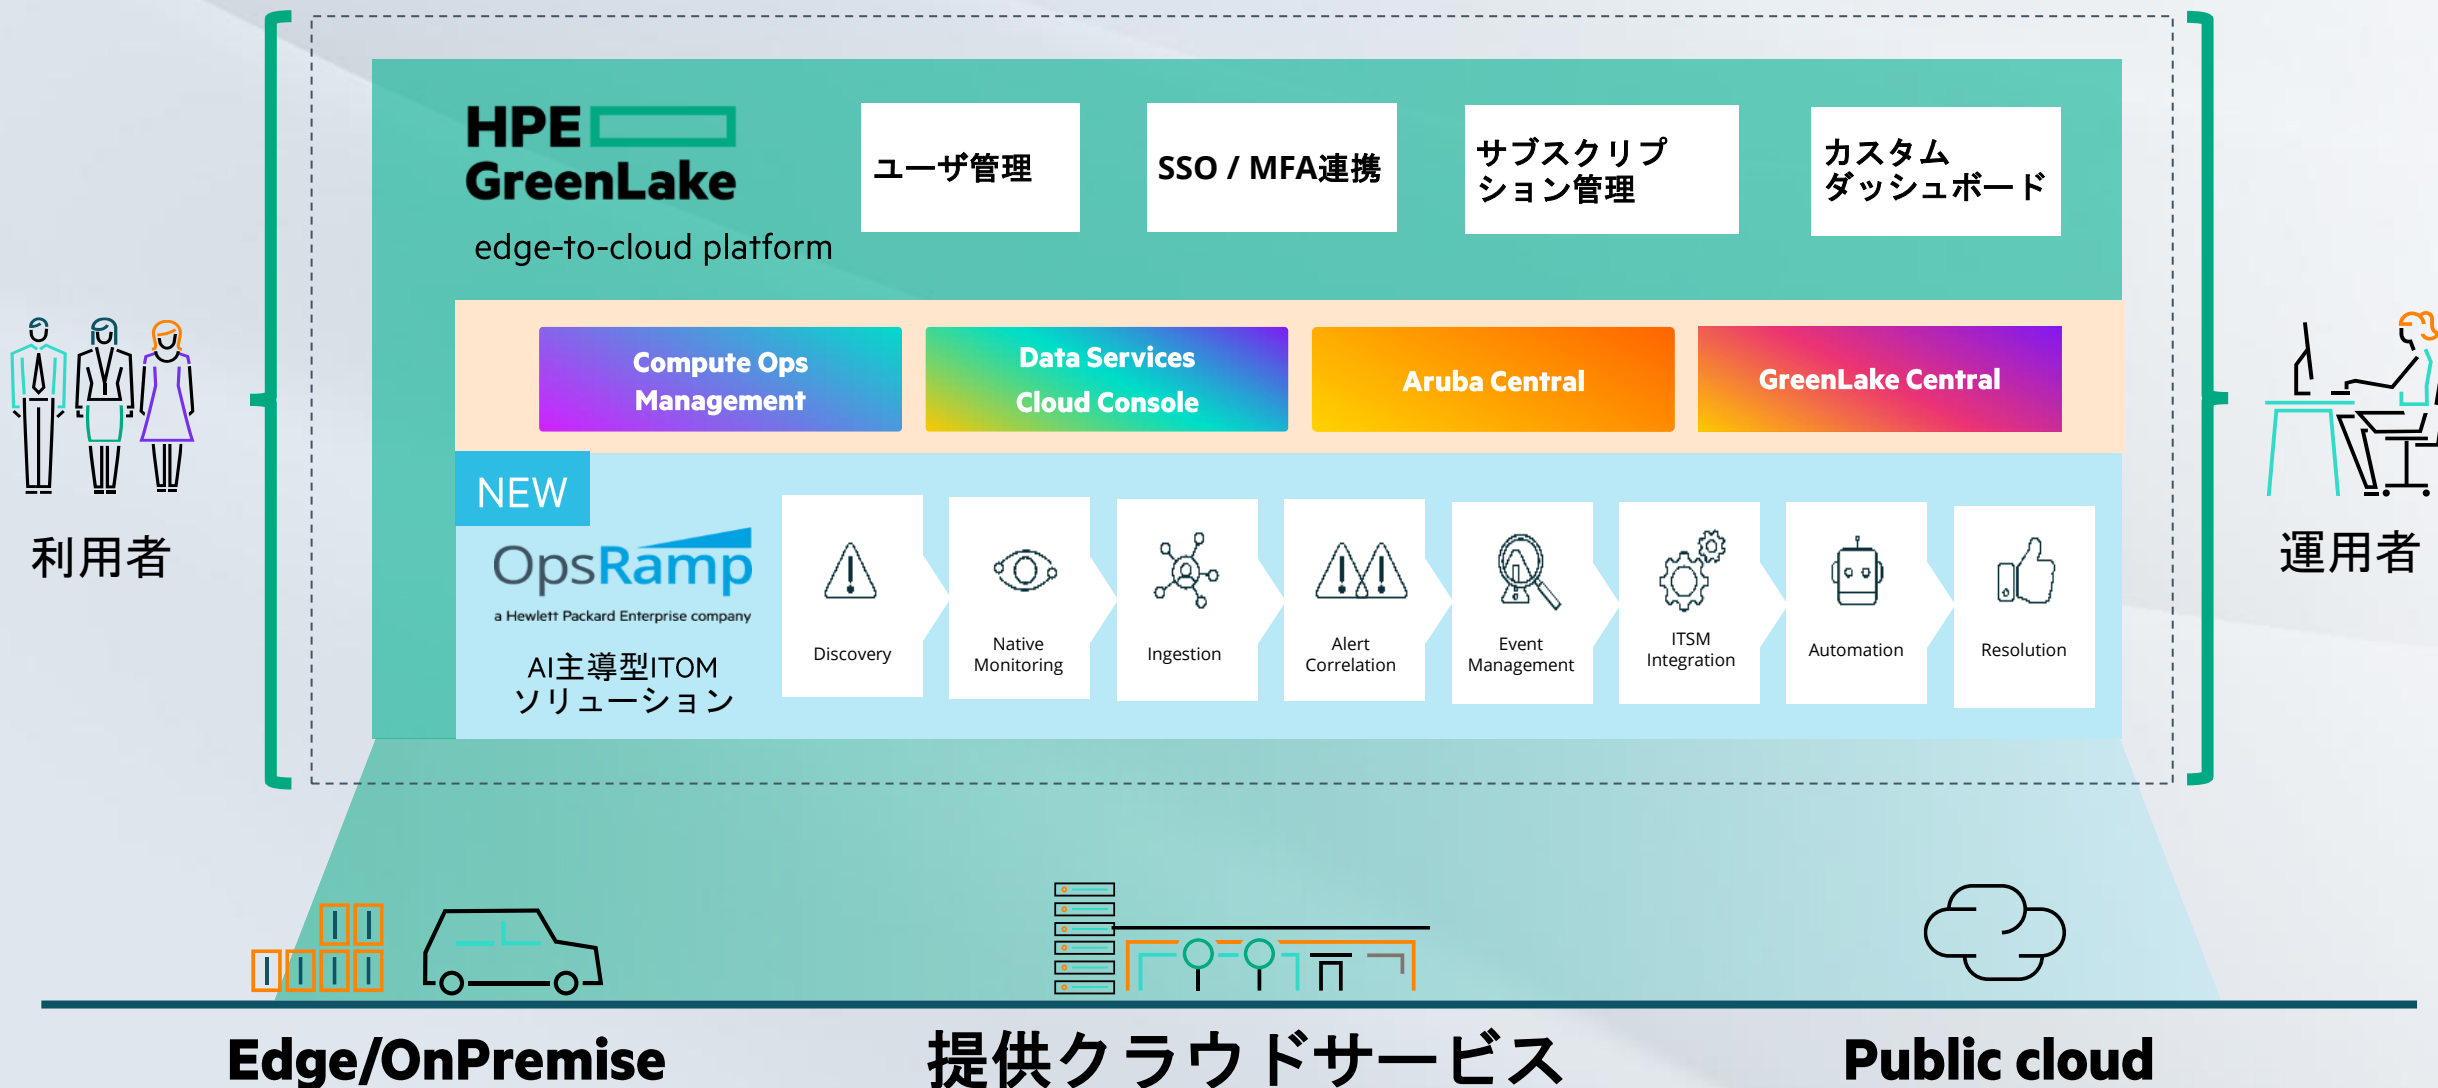 HPE
GreenLake
edge-to-cloud platform
ユーザ管理
SSO / MFA連携
サブスクリプ
ション管理
カスタム
ダッシュボード
Compute Ops
Management
Data Services
Cloud Console
Aruba Central
GreenLake Central
NEW
OpsRamp
a Hewlett Packard Enterprise company
AI主導型ITOM
ソリューション
Discovery
Native
Monitoring
Ingestion
Alert
Correlation
Event
Management
ITSM
Integration
Automation
Resolution
利用者
運用者
Edge/OnPremise
提供クラウドサービス
Public cloud